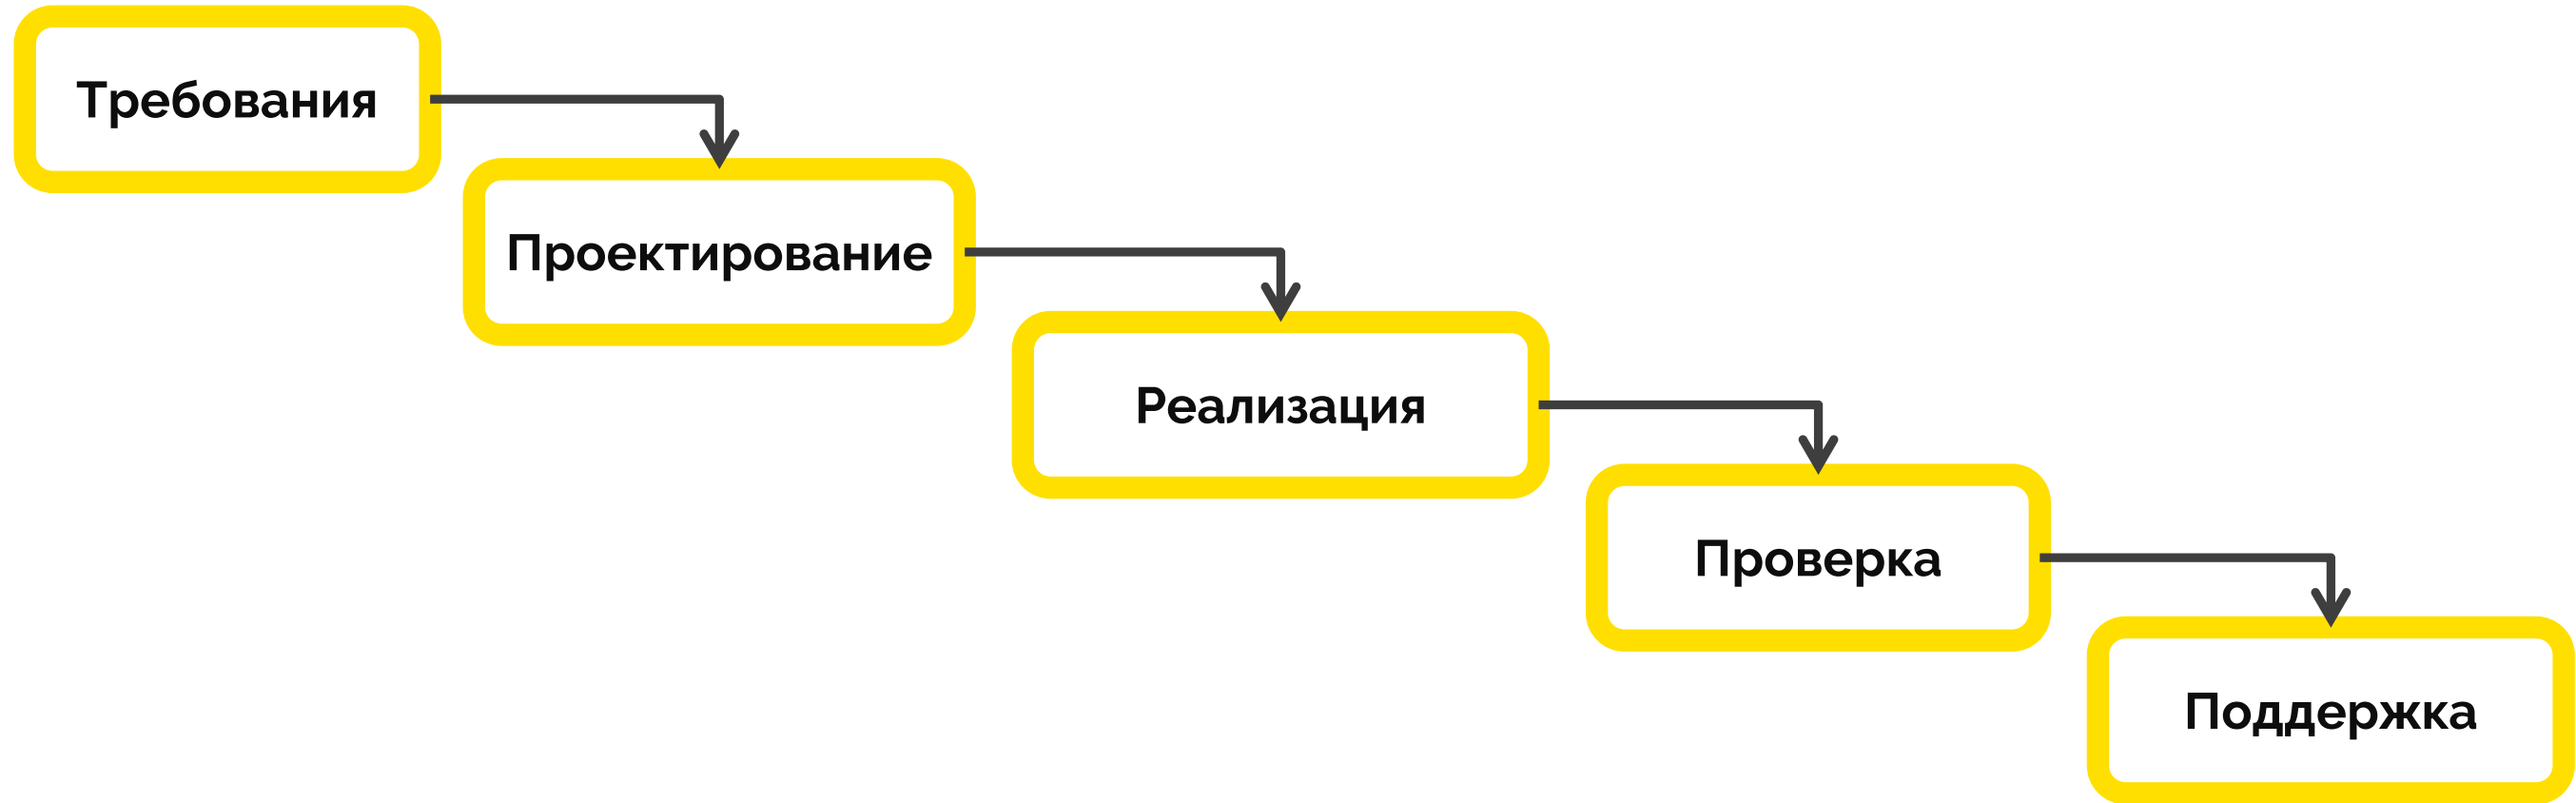 Требования
Проектирование
Реализация
Проверка
Поддержка